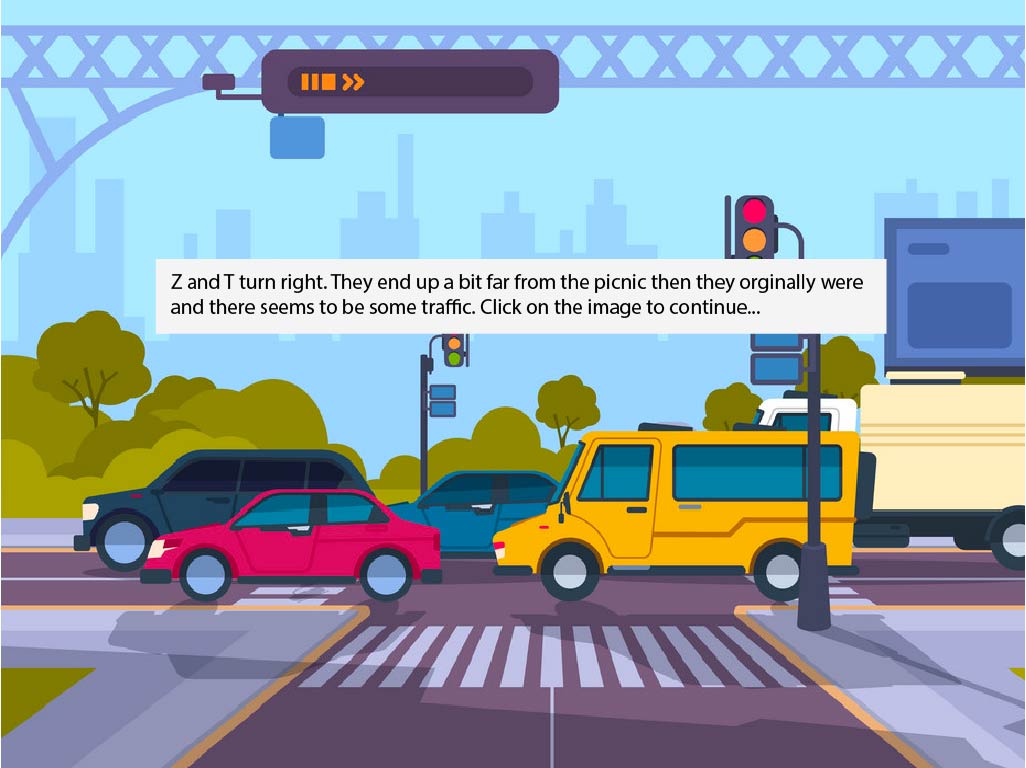 Z and T turn right. They end up a bit far from the picnic then they orginally were
and there seems to be some traffic. Click on the image to continue...